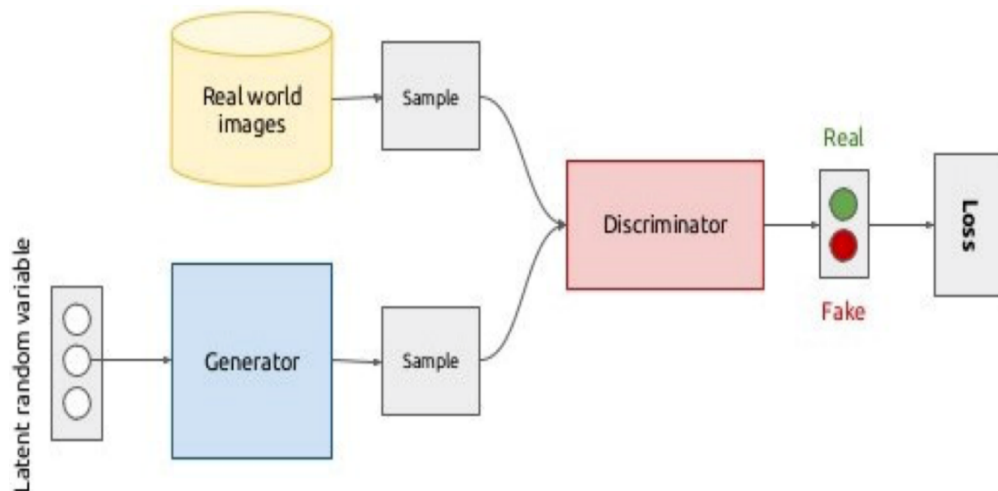 Real world
images
Sample
Real
Discriminator
Loss
Fake
Latent random variable
Generator
Sample